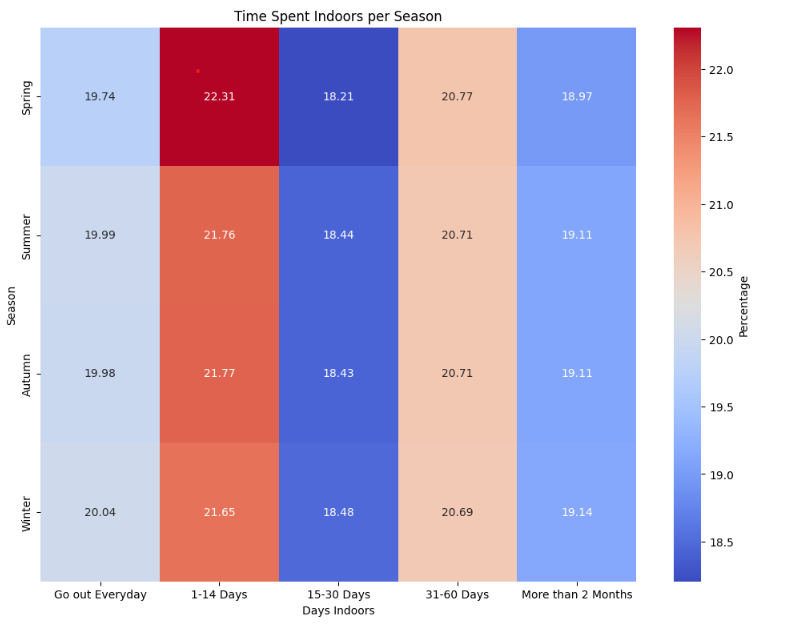 Time Spent Indoors per Season
Season
Spring
19.74 22.31 18.21 20.77 18.97
Summer
19.99 21.76 18.44 20.71 19.11
Autumn
19.98 21.77 18.43 20.71 19.11
Winter
20.04 21.65 18.48 20.69 19.14
Go out Everyday 1-14 Days 15-30 Days 31-60 Days More than 2 Months
Days Indoors
22.0
21.5
21.0
20.5
20.0
19.5
19.0
18.5
Percentage